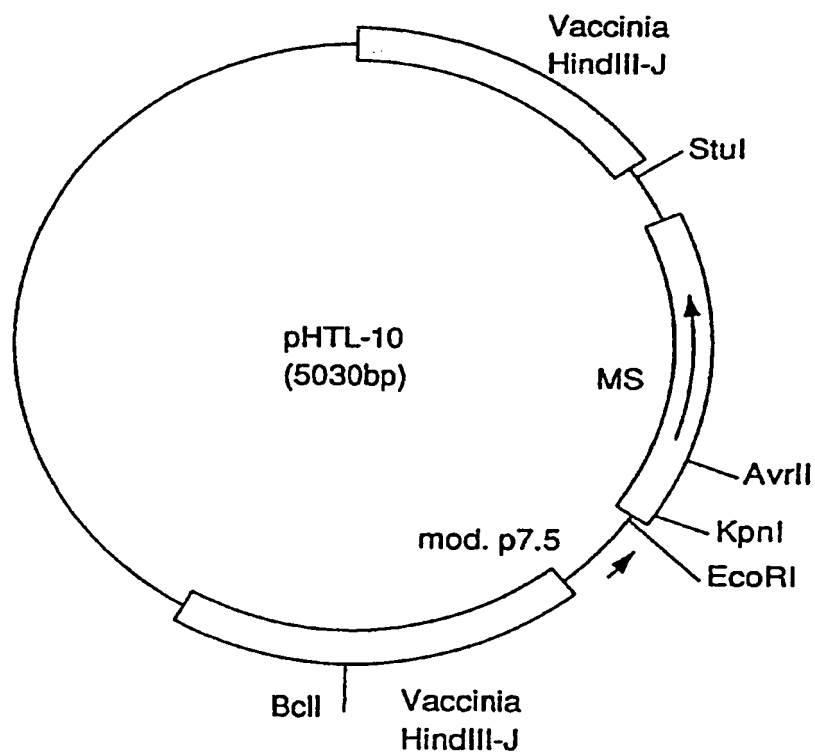 Vaccinia
HindIII-J
StuI
pHTL-10
(5030bp)
MS
AvrII
KpnI
mod. p7.5
EcoRI
BclI
Vaccinia
HindIII-J